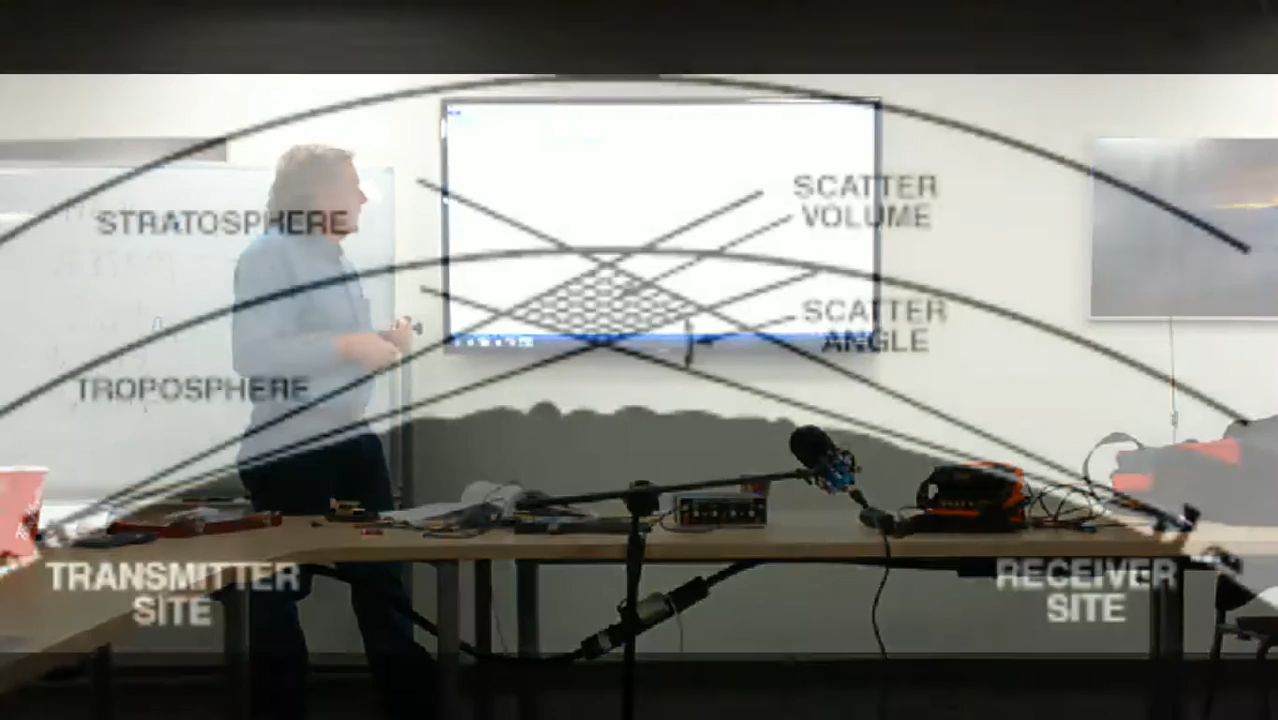 SCATTER
VOLUME
STRATOSPHERE
SCATTER
ANGLE
TROPOSPHERE
TRANSMITTER
SITE
RECEIVER
SITE